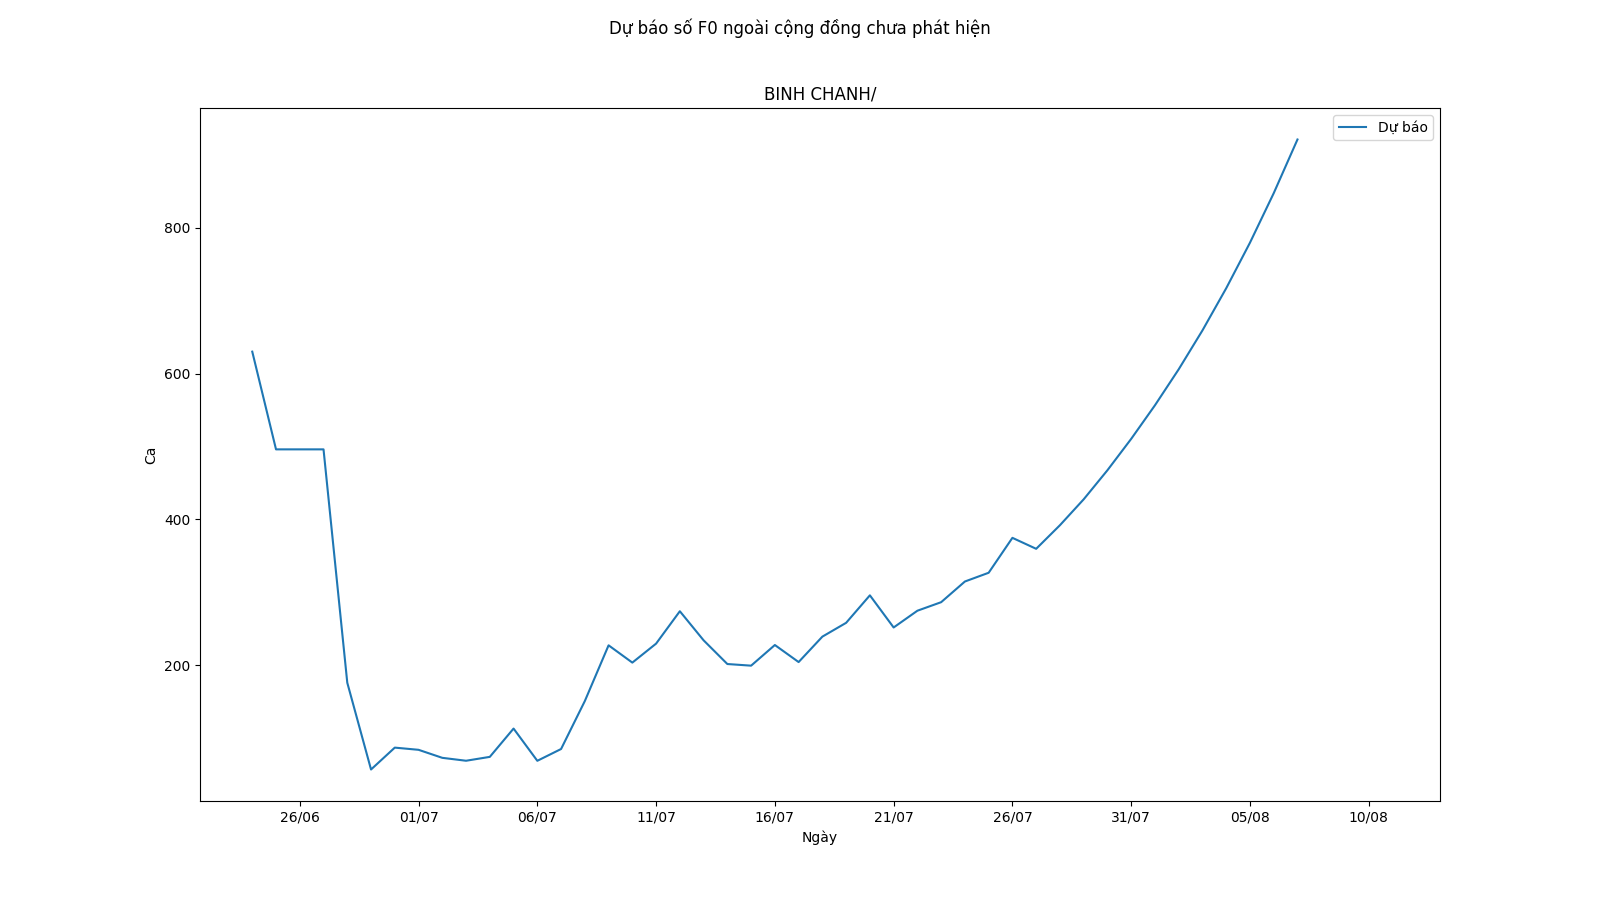 Dự báo số F0 ngoài cộng đồng chưa phát hiện
BINH CHANH/
Dự báo
800
600
400
200
Ca
26/06 01/07 06/07 11/07 16/07 21/07 26/07 31/07 05/08 10/08
Ngày